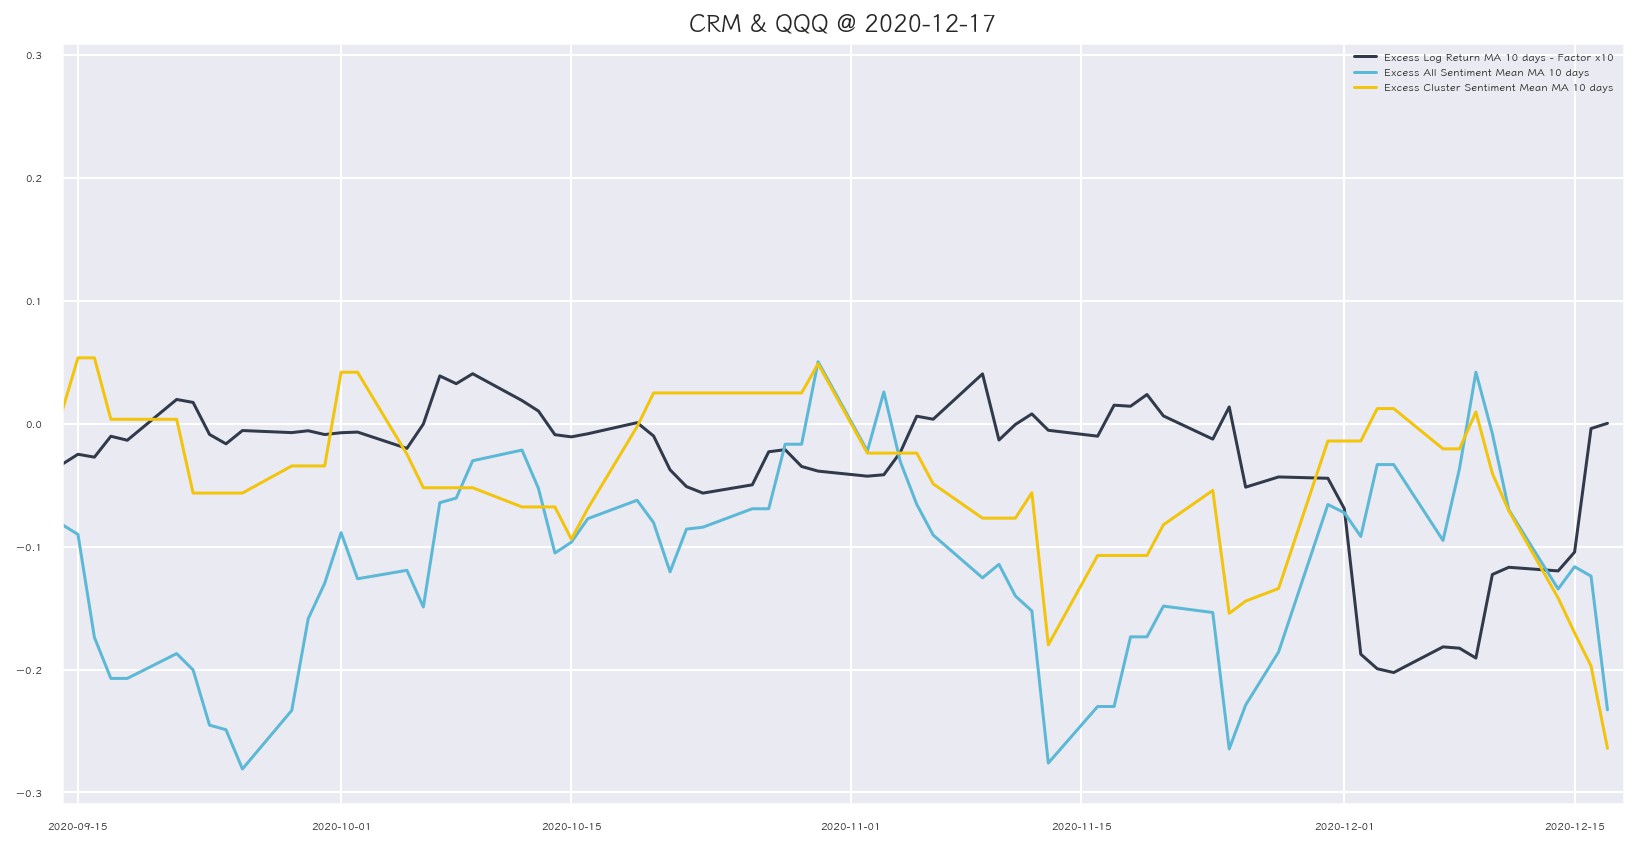 CRM & QQQ @ 2020-12-17
Excess Log Return MA 10 days - Factor x10
Excess All Sentiment Mean MA 10 days
Excess Cluster Sentiment Mean MA 10 days
0.3
0.2
0.1
0.0
−0.1
−0.2
−0.3
2020-09-15 2020-10-01 2020-10-15 2020-11-01 2020-11-15 2020-12-01 2020-12-15